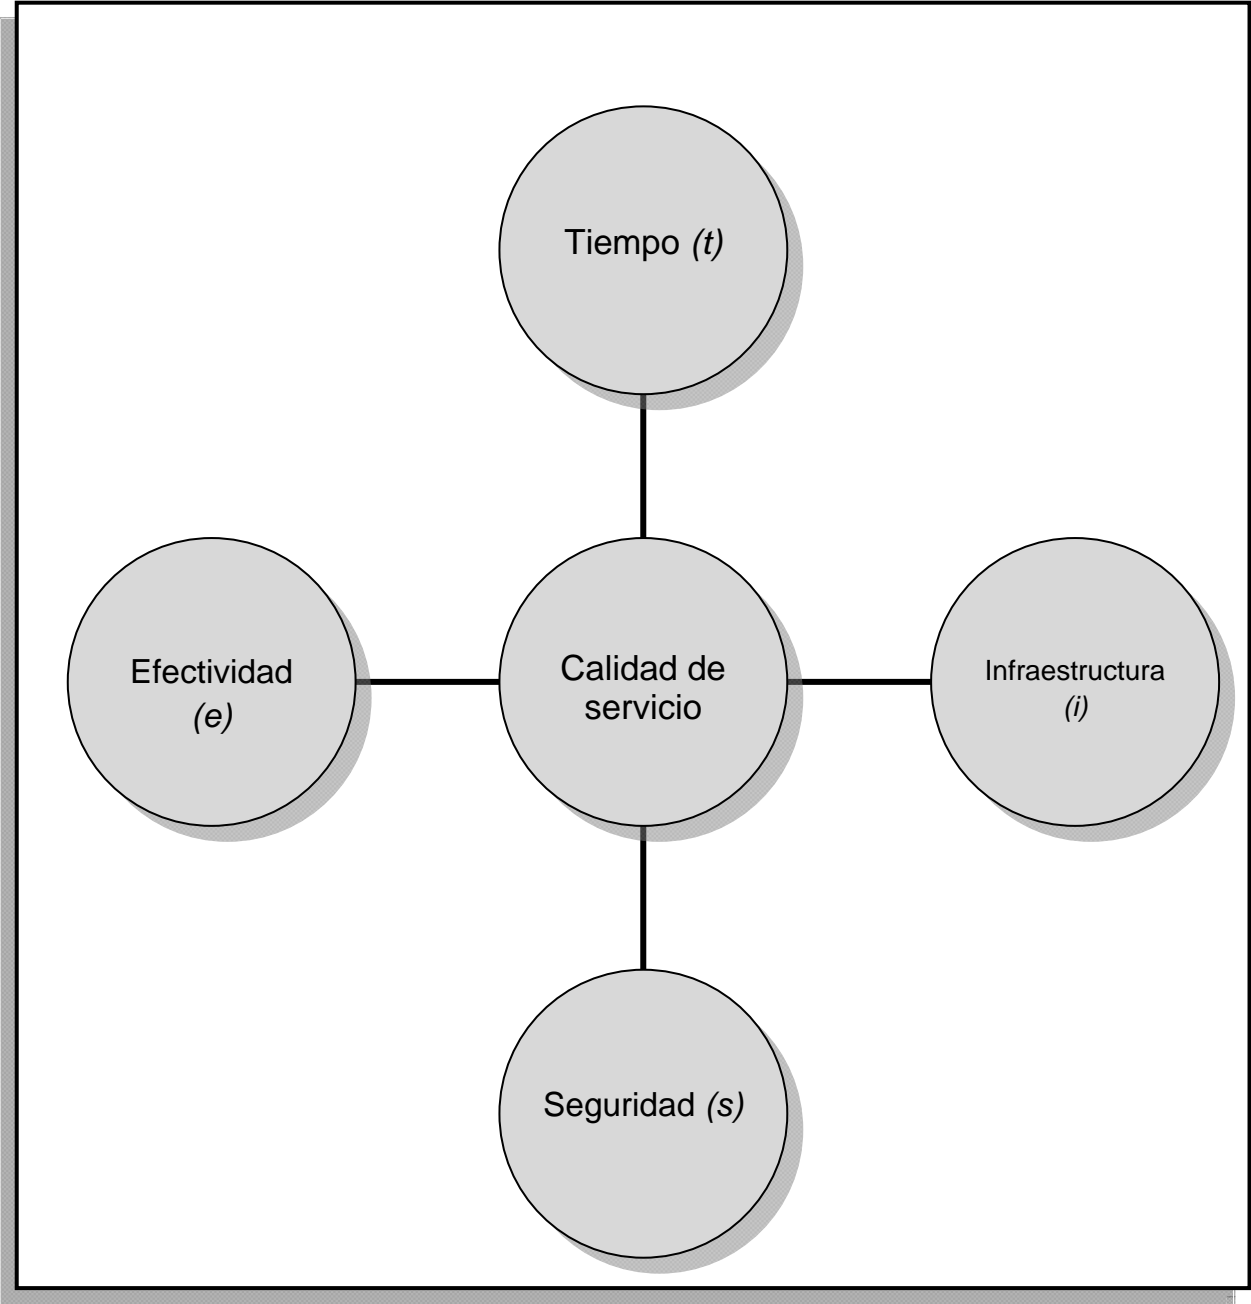 Tiempo (t)
Efectividad
(e)
Calidad de
servicio
Infraestructura
(i)
Seguridad (s)